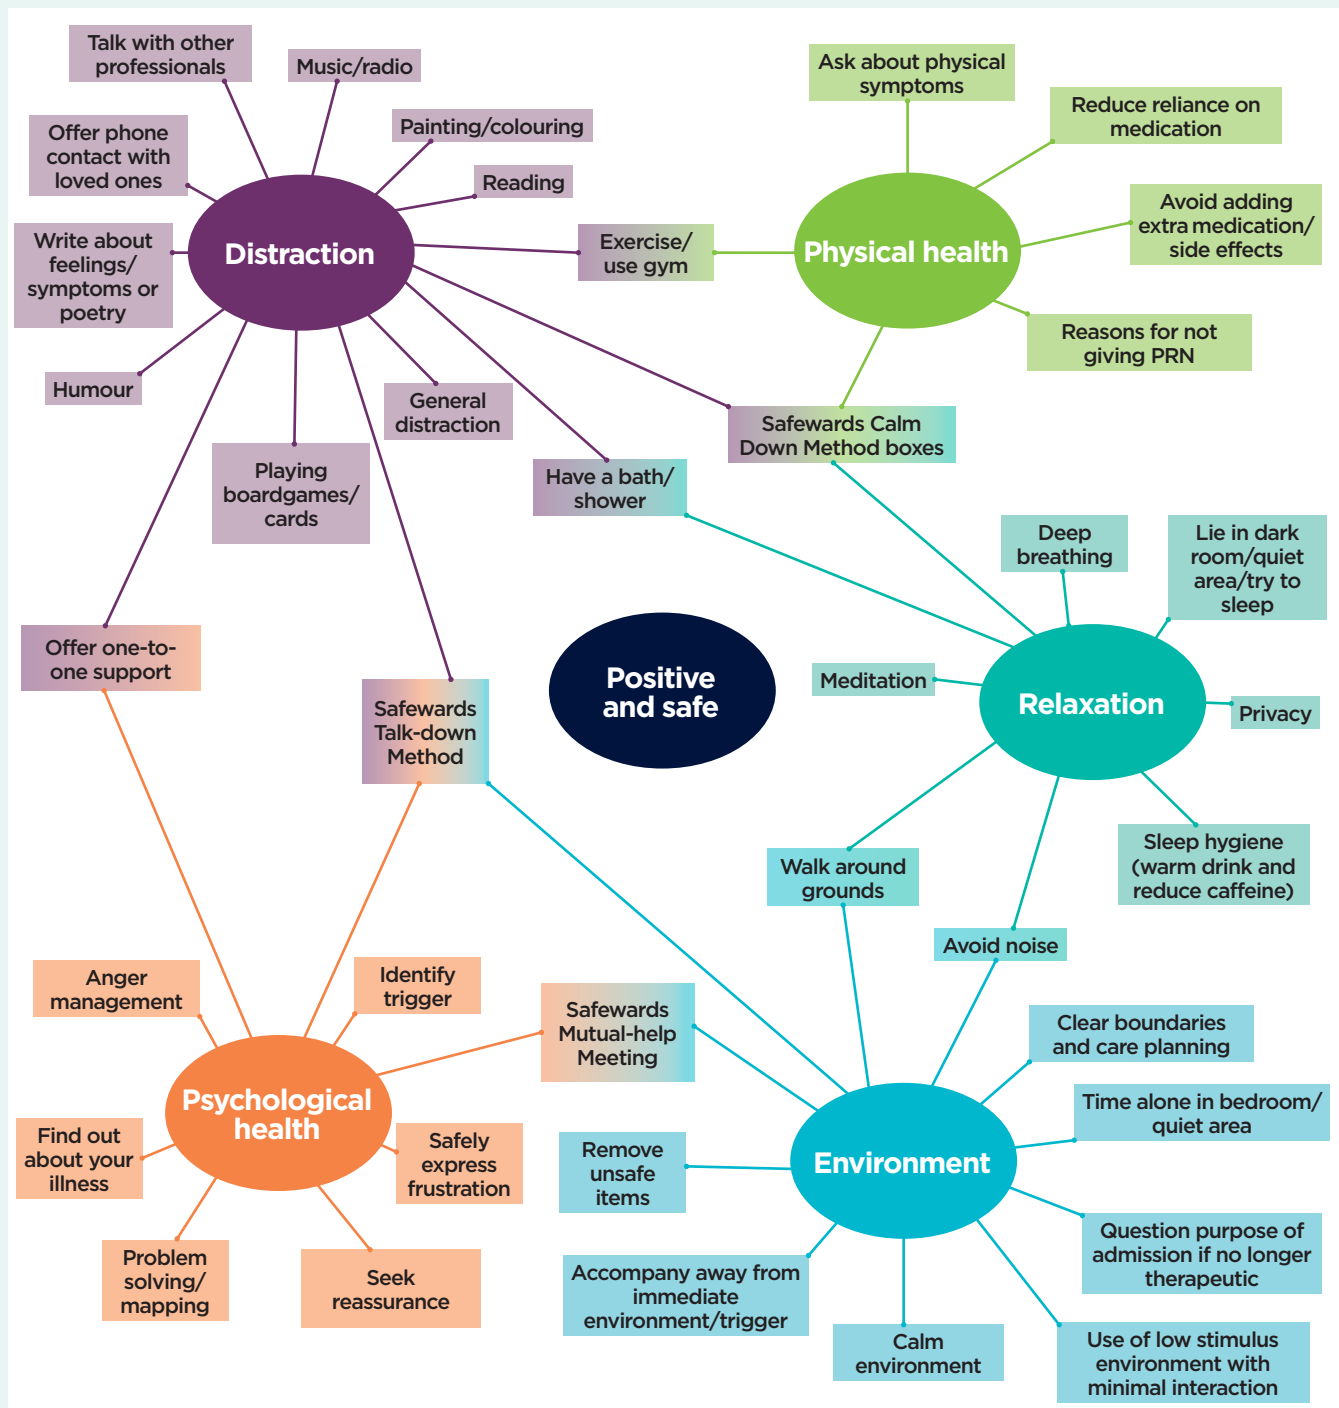 Talk with other
professionals
Music/radio
Painting/colouring
Offer phone
contact with
loved ones
Reading
Write about
feelings/
symptoms or
poetry
Distraction
Exercise/
use gym
Humour
General
distraction
Playing
boardgames/
cards
Have a bath/
shower
Ask about physical
symptoms
Reduce reliance on
medication
Avoid adding
extra medication/
side effects
Physical health
Reasons for not
giving PRN
Safewards Calm
Down Method boxes
Deep
breathing
Lie in dark
room/quiet
area/try to
sleep
Meditation
Relaxation
Privacy
Sleep hygiene
(warm drink and
reduce caffeine)
Walk around
grounds
Avoid noise
Positive
and safe
Offer one-to-
one support
Safewards
Talk-down
Method
Anger
management
Identify
trigger
Safewards
Mutual-help
Meeting
Psychological
health
Find out
about your
illness
Safely
express
frustration
Problem
solving/
mapping
Seek
reassurance
Clear boundaries
and care planning
Time alone in bedroom/
quiet area
Remove
unsafe
items
Environment
Question purpose of
admission if no longer
therapeutic
Accompany away from
immediate
environment/trigger
Calm
environment
Use of low stimulus
environment with
minimal interaction